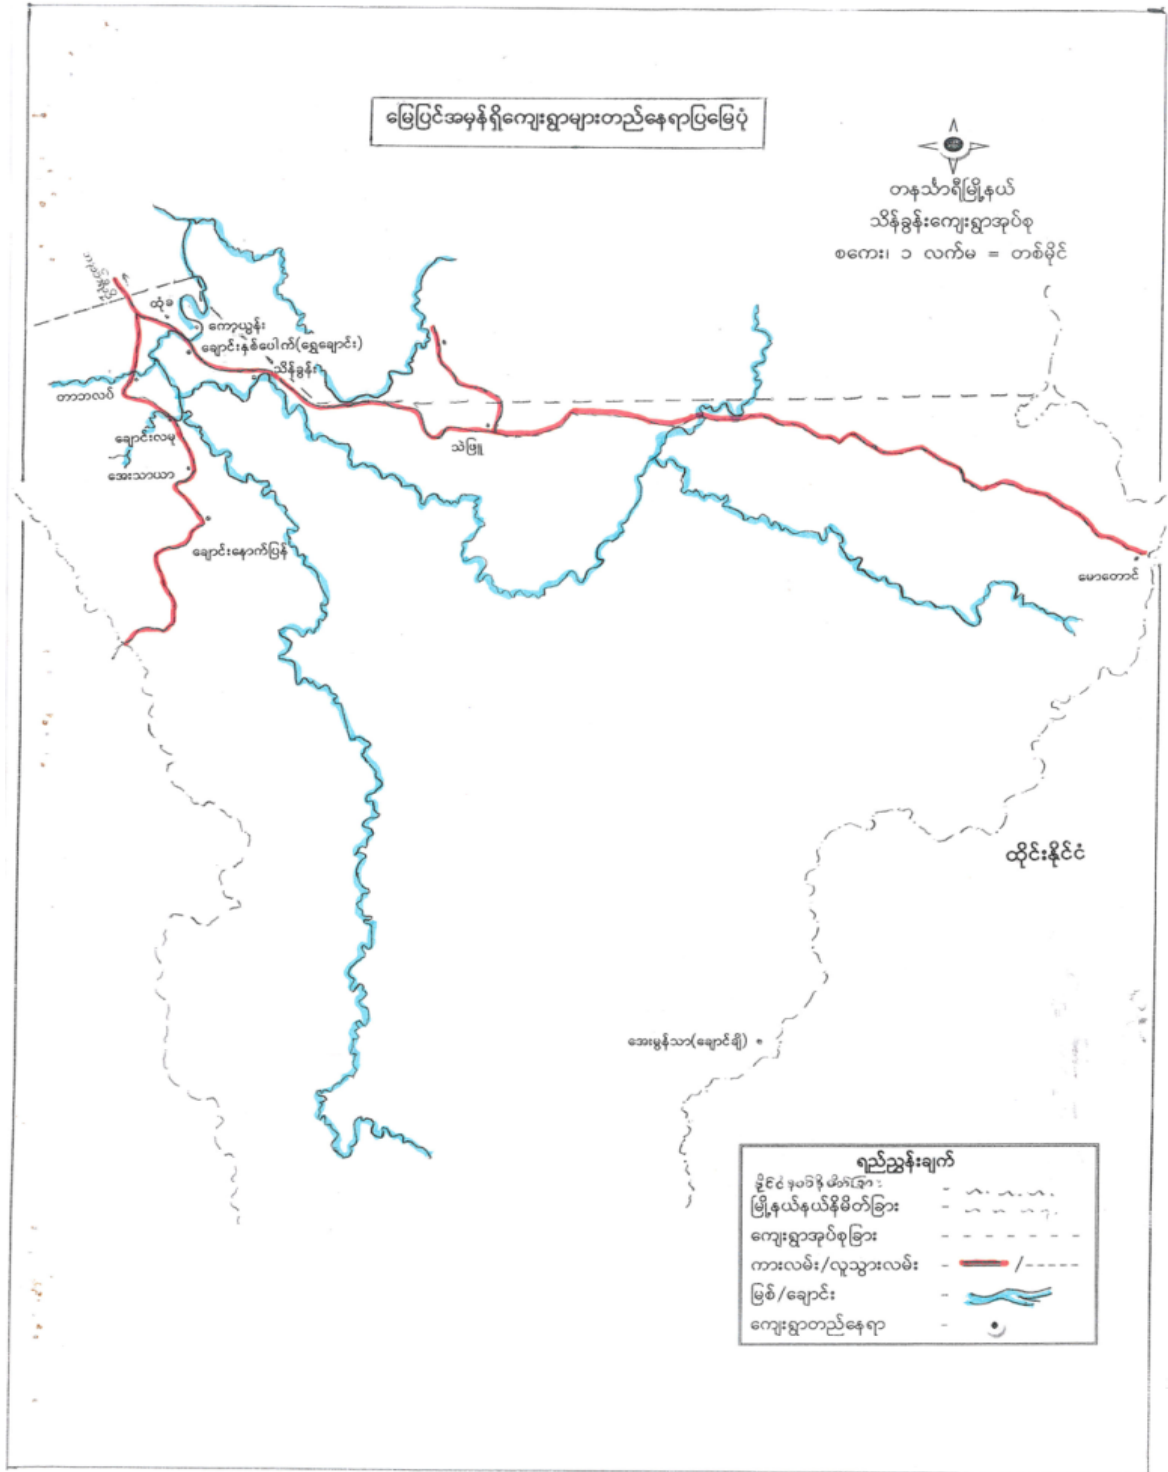 မြေပြင်အမှန်ရှိကျေးရွာများတည်နေရာပြမြေပုံ
တနင်္သာရီမြို့နယ်
သိန်ခွန်းကျေးရွာအုပ်စု
စကေး၊ ၁ လက်မ = တစ်မိုင်
ထုံခ
ကော့ယွန်း
ချောင်းနှစ်ပေါက်(ရွှေချောင်း)
သိန်ခွန်း
တာဘလပ်
ချောင်းလမု
အေးသာယာ
သဲဖြူ
ချောင်းနောက်ပြန်
မောတောင်
ထိုင်းနိုင်ငံ
အေးမွန်သာ(ချောင်ချီ)
ရည်ညွှန်းချက်
မြို့နယ်နယ်နိမိတ်ခြား -
ကျေးရွာအုပ်စုခြား -
ကားလမ်း/လူသွားလမ်း - /
မြစ်/ချောင်း -
ကျေးရွာတည်နေရာ -